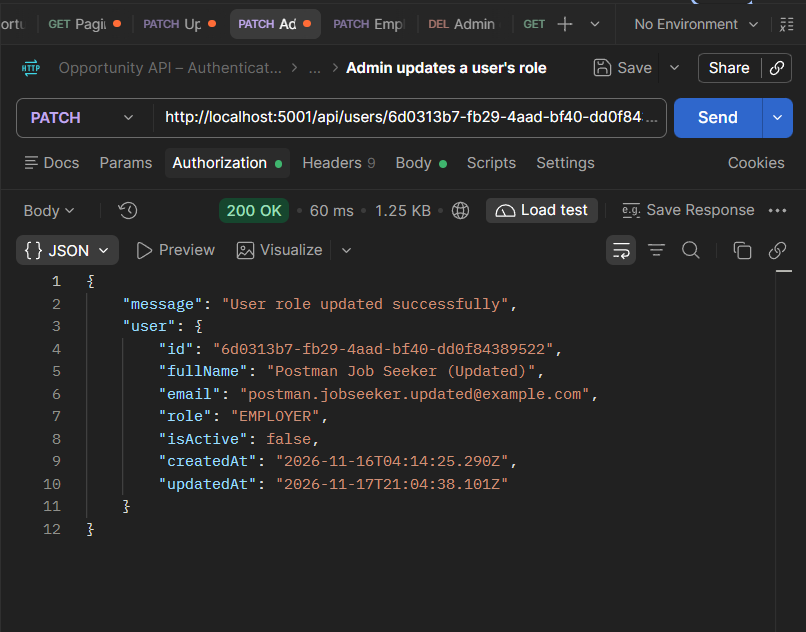 GET Pagi PATCH Up PATCH Ad PATCH Emp DEL Admin GET No Environment
HTTP Opportunity API – Authenticat... > ... > Admin updates a user's role Save Share
PATCH http://localhost:5001/api/users/6d0313b7-fb29-4aad-bf40-dd0f84... Send
Docs Params Authorization Headers 9 Body Scripts Settings Cookies
Body 200 OK 60 ms 1.25 KB Load test e.g. Save Response
{} JSON Preview Visualize
1 {
2 "message": "User role updated successfully",
3 "user": {
4 "id": "6d0313b7-fb29-4aad-bf40-dd0f84389522",
5 "fullName": "Postman Job Seeker (Updated)",
6 "email": "postman.jobseeker.updated@example.com",
7 "role": "EMPLOYER",
8 "isActive": false,
9 "createdAt": "2026-11-16T04:14:25.290Z",
10 "updatedAt": "2026-11-17T21:04:38.101Z"
11 }
12 }